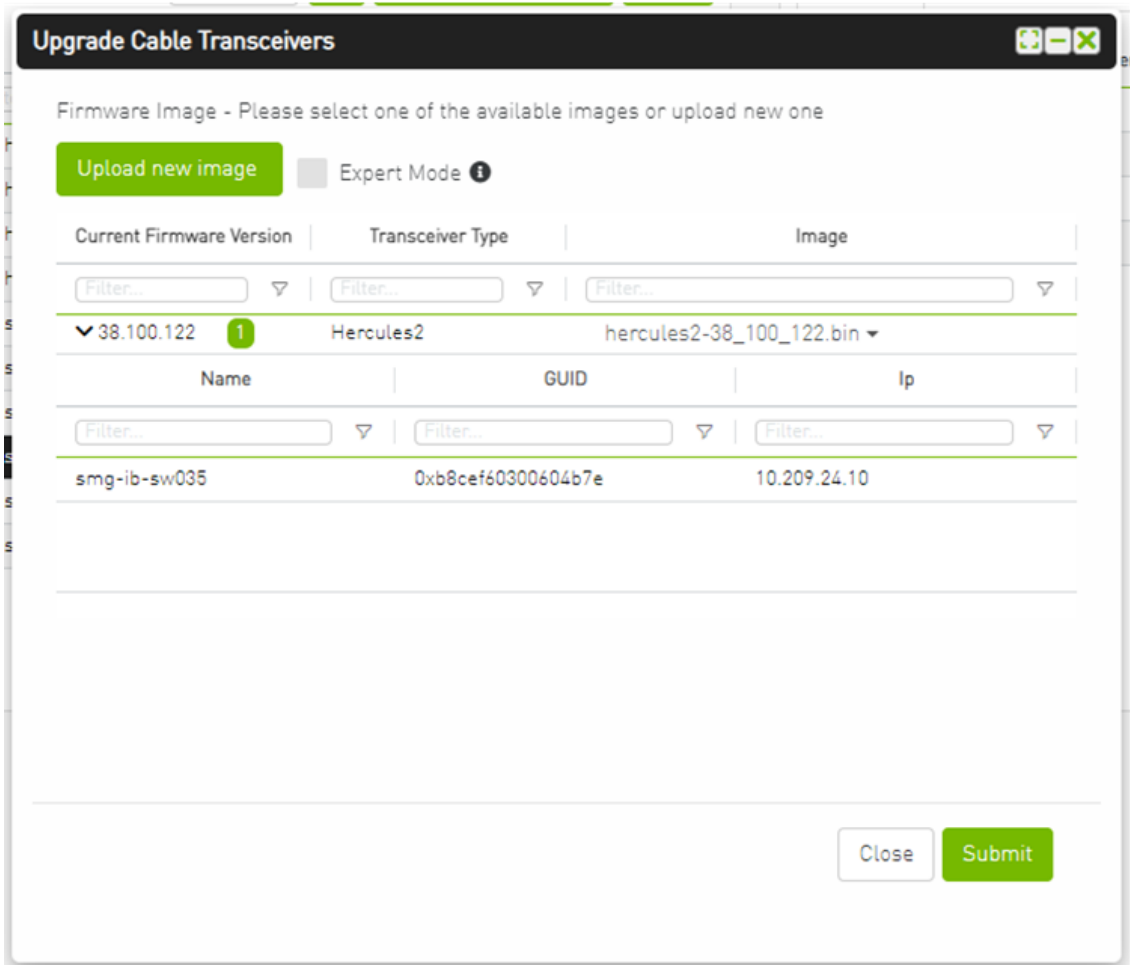 Upgrade Cable Transceivers
Firmware Image - Please select one of the available images or upload new one
Upload new image Expert Mode
Current Firmware Version Transceiver Type Image
Filter... Filter... Filter...
38.100.122 1 Hercules2 hercules2-38_100_122.bin
Name GUID Ip
Filter... Filter... Filter...
smg-ib-sw035 0xb8cef60300604b7e 10.209.24.10
Close Submit